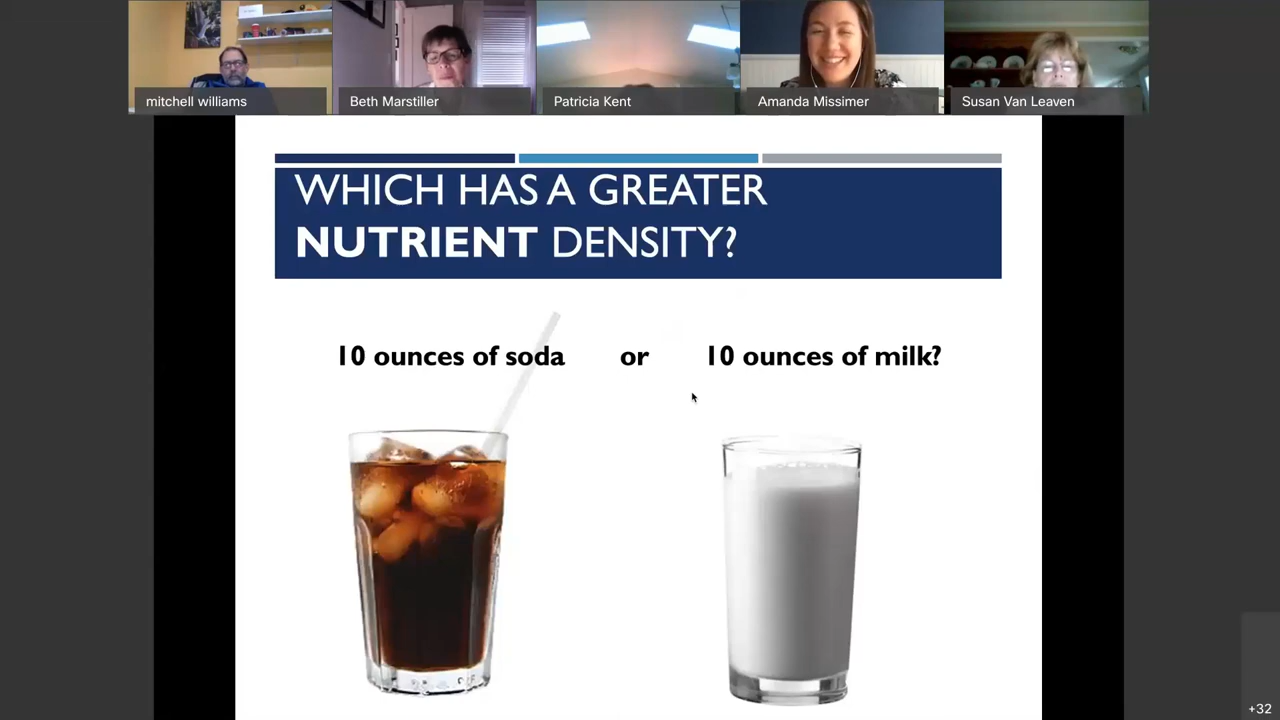 mitchell williams
Beth Marstiller
Patricia Kent
Amanda Missimer
Susan Van Leaven
WHICH HAS A GREATER
NUTRIENT DENSITY?
10 ounces of soda or 10 ounces of milk?
+32